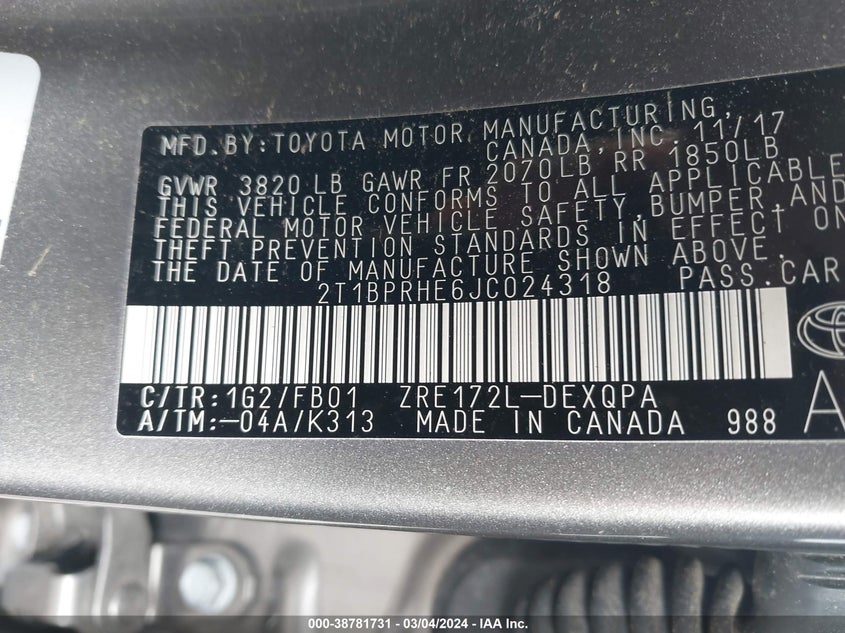 MFD. BY: TOYOTA MOTOR MANUFACTURING,
CANADA, INC. 11/17
GVWR 3820 LB GAWR FR 2070LB RR 1850LB
THIS VEHICLE CONFORMS TO ALL APPLICABLE
FEDERAL MOTOR VEHICLE SAFETY, BUMPER, AND
THEFT PREVENTION STANDARDS IN EFFECT ON
THE DATE OF MANUFACTURE SHOWN ABOVE.
2T1BPRHE6JC024318 PASS. CAR
C/TR: 1G2/FB01 ZRE172L-DEXQPA
A/TM:-04A/K313 MADE IN CANADA 988
A
000-38781731 - 03/04/2024 - IAA Inc.